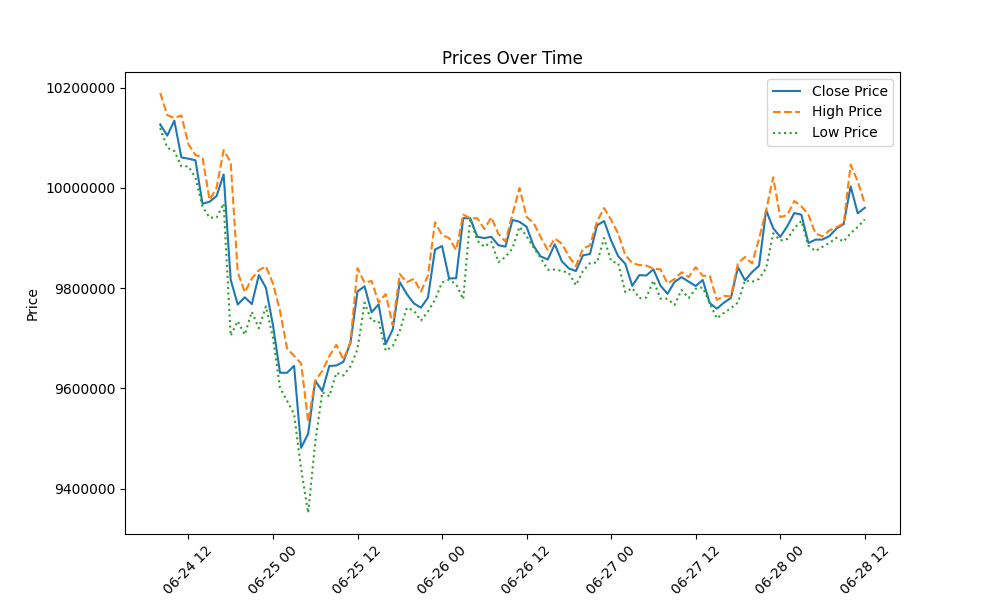 Prices Over Time
Close Price
High Price
Low Price
Price
10200000
10000000
9800000
9600000
9400000
06-24 12
06-25 00
06-25 12
06-26 00
06-26 12
06-27 00
06-27 12
06-28 00
06-28 12